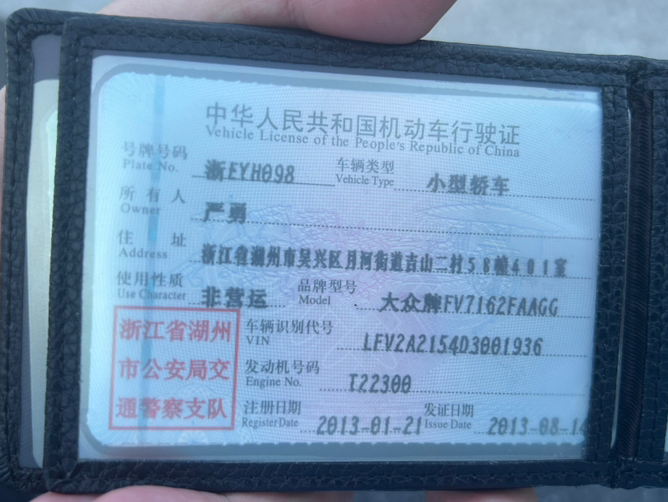 中华人民共和国机动车行驶证
Vehicle License of the People's Republic of China
号牌号码 浙EYH098 车辆类型 小型轿车
Plate No. Vehicle Type
所有人 严勇
Owner
住址 浙江省湖州市吴兴区月河街道吉山二村58幢401室
Address
使用性质 非营运 品牌型号 大众牌FV7162FAAGG
Use Character Model
浙江省湖州
市公安局交
通警察支队
车辆识别代号 LFV2A2154D3001936
VIN
发动机号码 T22300
Engine No.
注册日期 2013-01-21 发证日期 2013-08-14
Register Date Issue Date